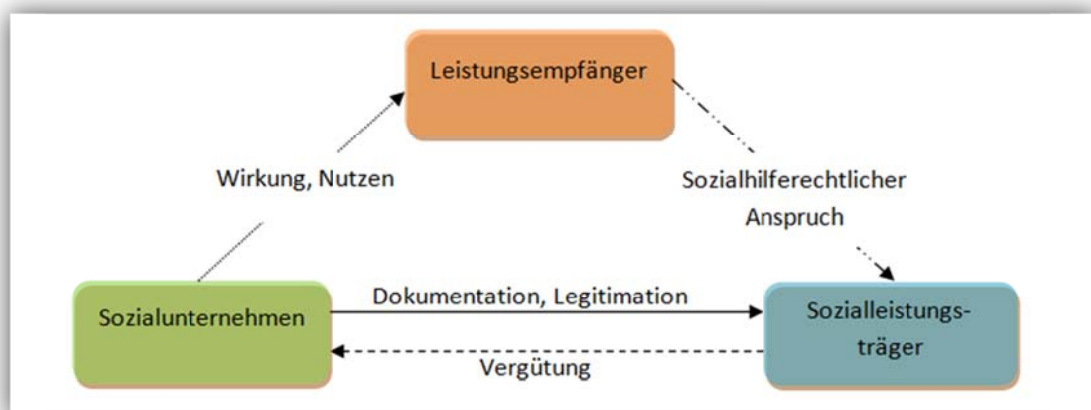 Leistungsempfänger
Wirkung, Nutzen
Sozialhilferechtlicher
Anspruch
Sozialunternehmen
Dokumentation, Legitimation
Vergütung
Sozialleistungs-
träger